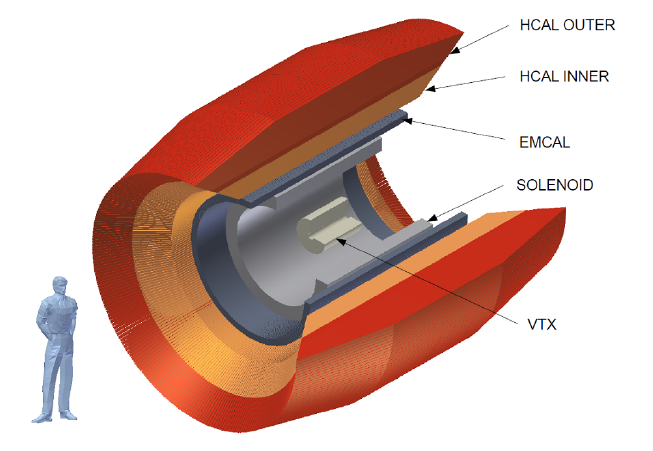 HCAL OUTER
HCAL INNER
EMCAL
SOLENOID
VTX